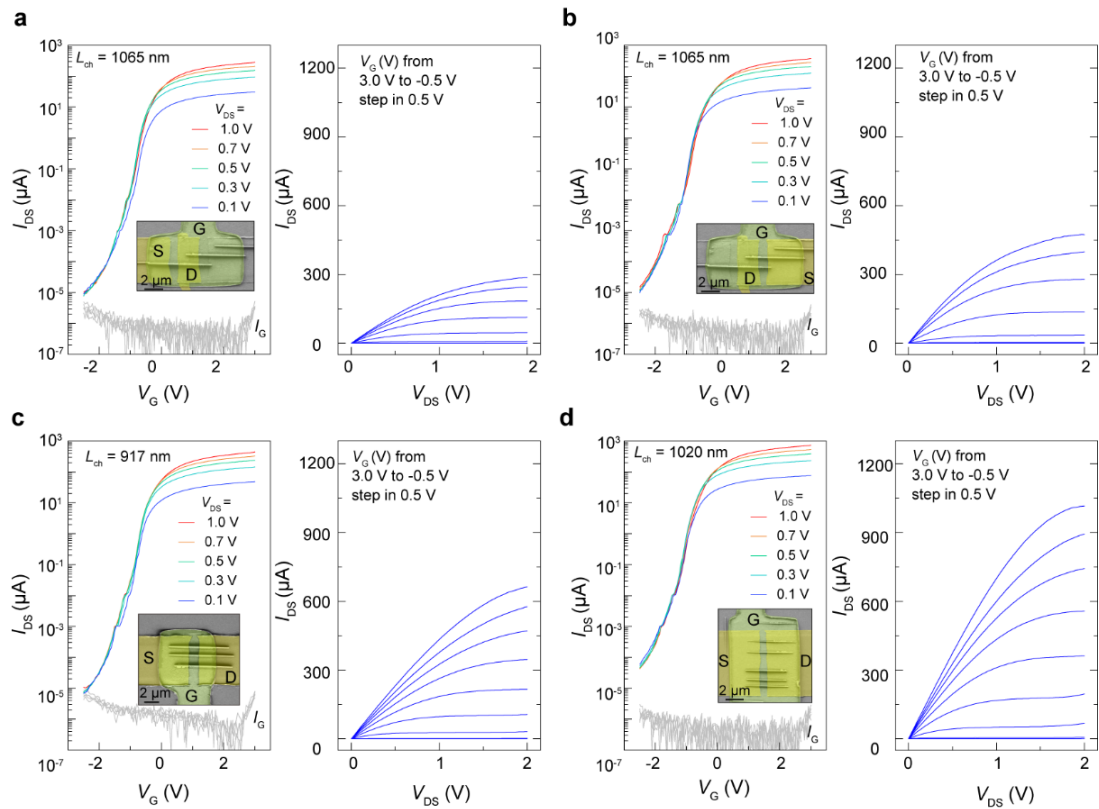 a
10³
10¹
10⁻¹
10⁻³
10⁻⁵
10⁻⁷
I_DS (μA)
L_ch = 1065 nm
V_DS =
1.0 V
0.7 V
0.5 V
0.3 V
0.1 V
G
S
D
2 μm
I_G
-2
0
2
V_G (V)
1200
900
600
300
0
I_DS (μA)
V_G (V) from
3.0 V to -0.5 V
step in 0.5 V
0
1
2
V_DS (V)
b
10³
10¹
10⁻¹
10⁻³
10⁻⁵
10⁻⁷
I_DS (μA)
L_ch = 1065 nm
V_DS =
1.0 V
0.7 V
0.5 V
0.3 V
0.1 V
G
D
S
2 μm
I_G
-2
0
2
V_G (V)
1200
900
600
300
0
I_DS (μA)
V_G (V) from
3.0 V to -0.5 V
step in 0.5 V
0
1
2
V_DS (V)
c
10³
10¹
10⁻¹
10⁻³
10⁻⁵
10⁻⁷
I_DS (μA)
L_ch = 917 nm
V_DS =
1.0 V
0.7 V
0.5 V
0.3 V
0.1 V
S
D
G
2 μm
I_G
-2
0
2
V_G (V)
1200
900
600
300
0
I_DS (μA)
V_G (V) from
3.0 V to -0.5 V
step in 0.5 V
0
1
2
V_DS (V)
d
10³
10¹
10⁻¹
10⁻³
10⁻⁵
10⁻⁷
I_DS (μA)
L_ch = 1020 nm
V_DS =
1.0 V
0.7 V
0.5 V
0.3 V
0.1 V
G
S
D
2 μm
I_G
-2
0
2
V_G (V)
1200
900
600
300
0
I_DS (μA)
V_G (V) from
3.0 V to -0.5 V
step in 0.5 V
0
1
2
V_DS (V)